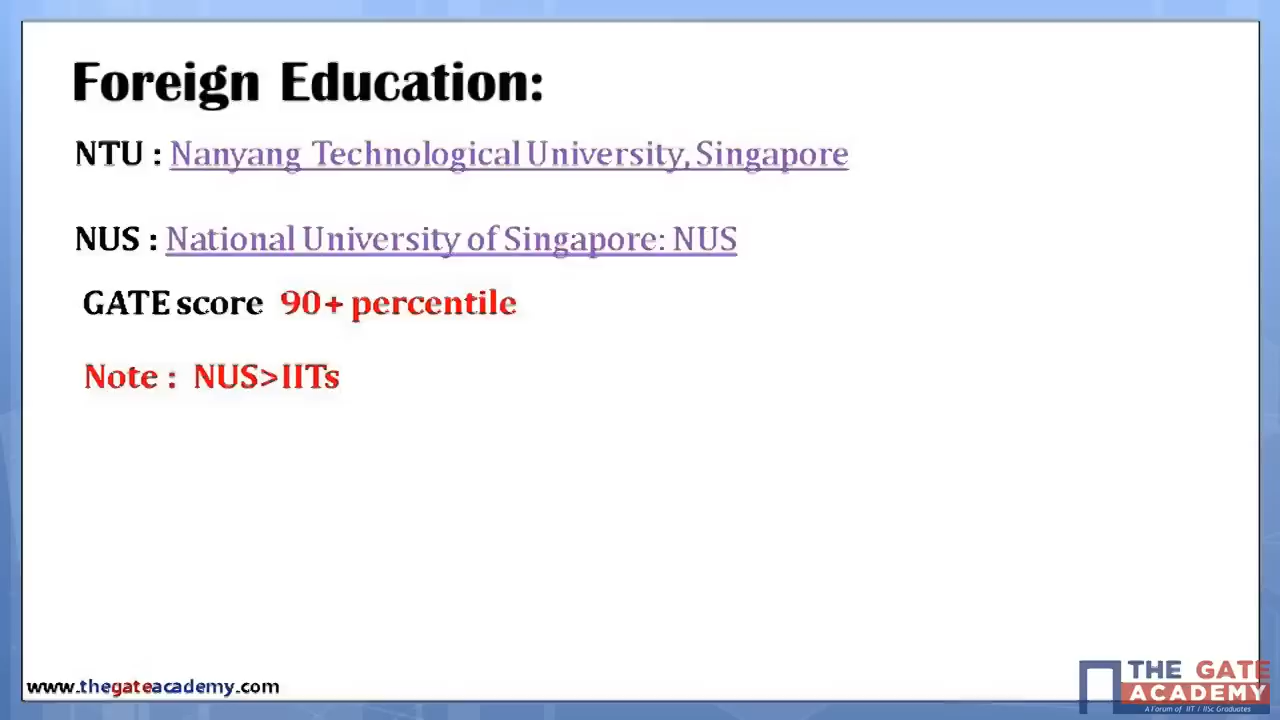 Foreign Education:
NTU : Nanyang Technological University, Singapore
NUS : National University of Singapore: NUS
GATE score 90+ percentile
Note : NUS>IITs
www.thegateacademy.com
THE GATE
ACADEMY
A Forum of IIT / IISc Graduates